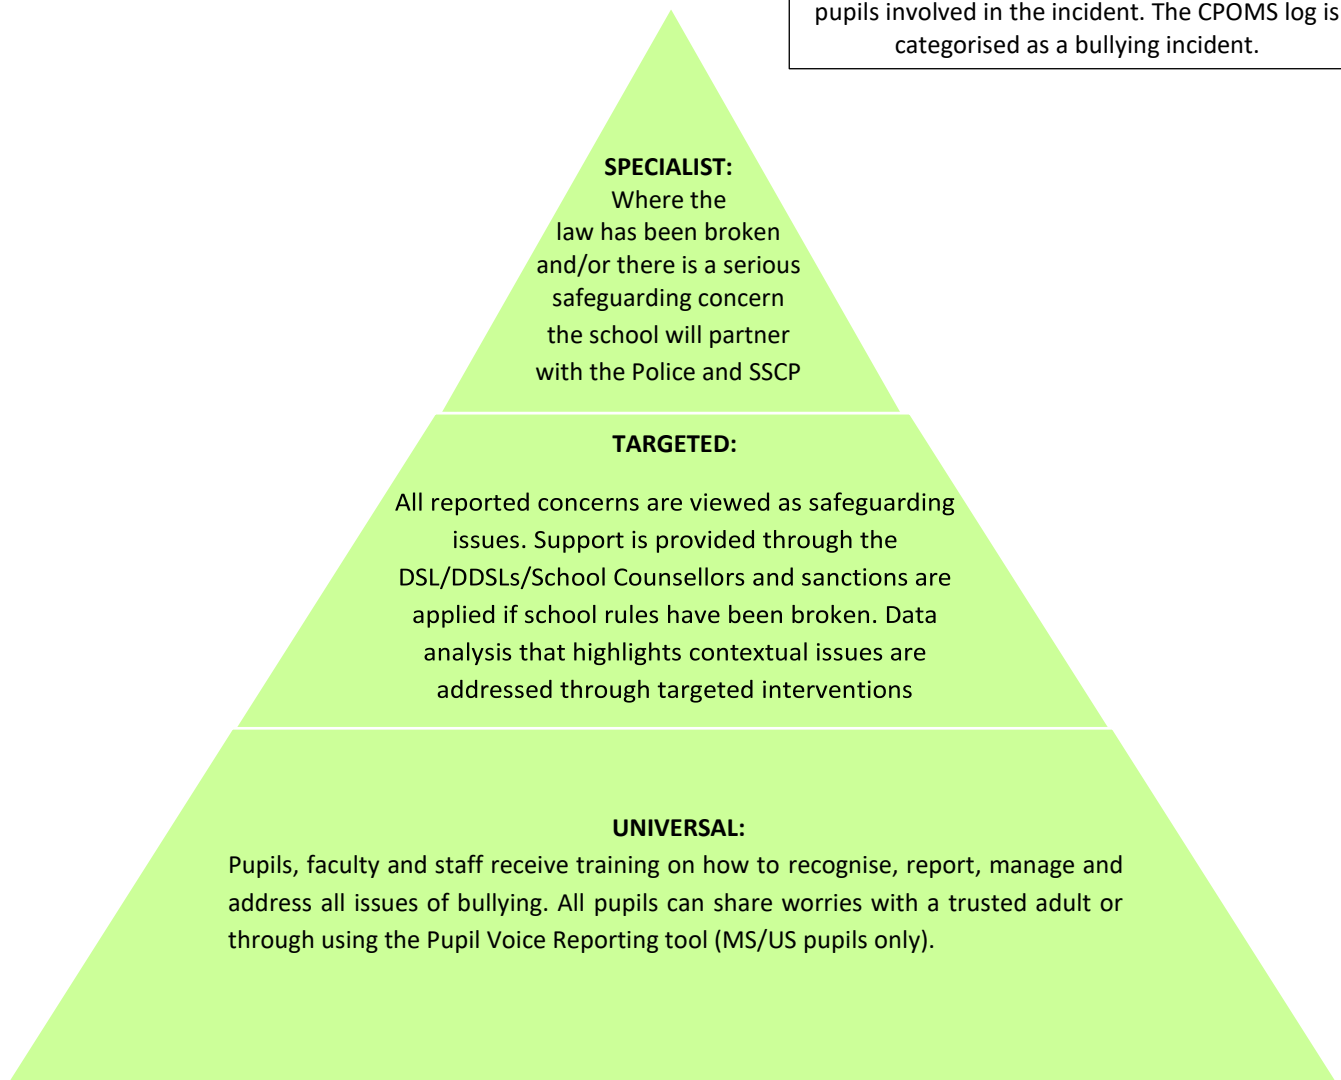 pupils involved in the incident. The CPOMS log is
categorised as a bullying incident.
SPECIALIST:
Where the
law has been broken
and/or there is a serious
safeguarding concern
the school will partner
with the Police and SSCP
TARGETED:
All reported concerns are viewed as safeguarding
issues. Support is provided through the
DSL/DDSLs/School Counsellors and sanctions are
applied if school rules have been broken. Data
analysis that highlights contextual issues are
addressed through targeted interventions
UNIVERSAL:
Pupils, faculty and staff receive training on how to recognise, report, manage and
address all issues of bullying. All pupils can share worries with a trusted adult or
through using the Pupil Voice Reporting tool (MS/US pupils only).